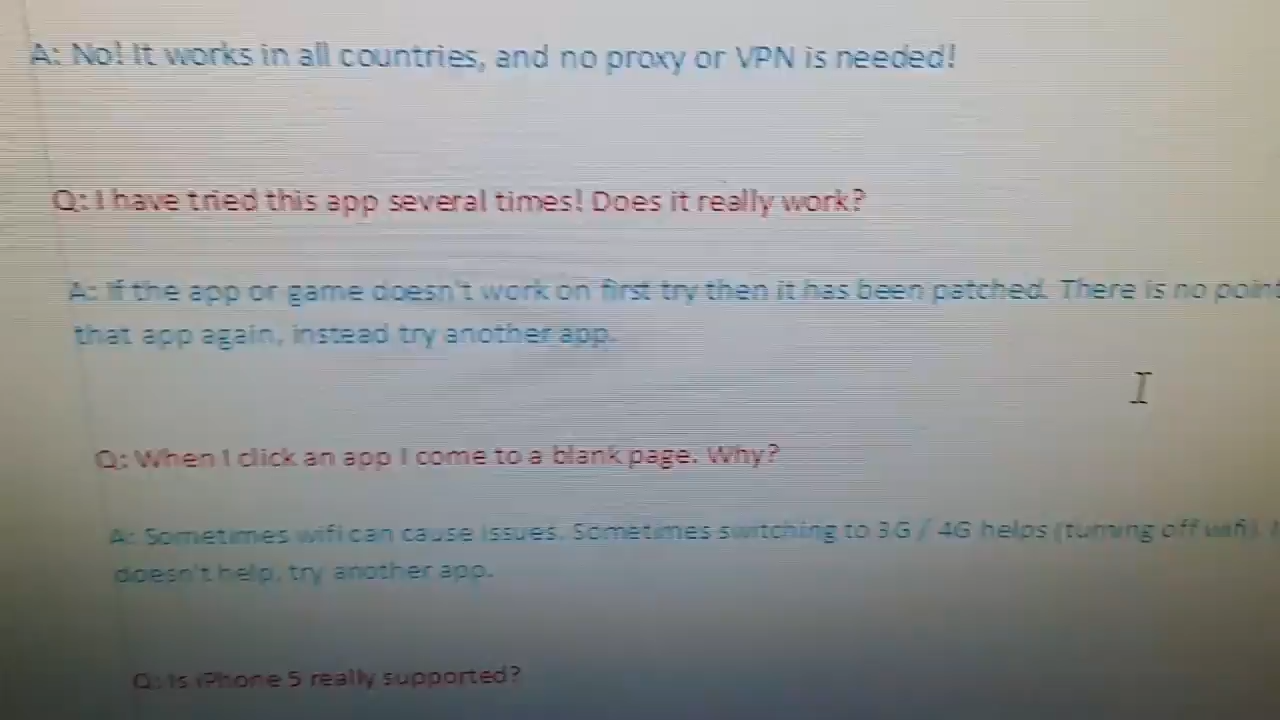 A: No! It works in all countries, and no proxy or VPN is needed!
Q: I have tried this app several times! Does it really work?
A: If the app or game doesn't work on first try then it has been patched. There is no point
that app again, instead try another app.
Q: When I click an app I come to a blank page. Why?
A: Sometimes wifi can cause issues. Sometimes switching to 3G / 4G helps (turning off wifi).
doesn't help, try another app.
Q: Is iPhone 5 really supported?